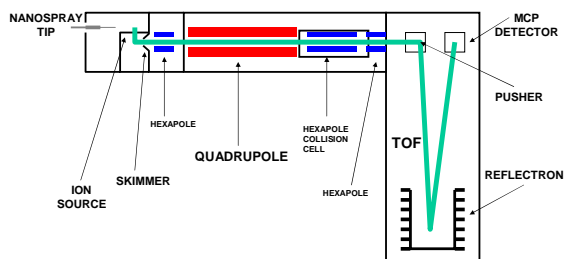 NANOSPRAY
TIP
MCP
DETECTOR
PUSHER
HEXAPOLE
HEXAPOLE
COLLISION
CELL
QUADRUPOLE
TOF
SKIMMER
ION
SOURCE
HEXAPOLE
REFLECTRON